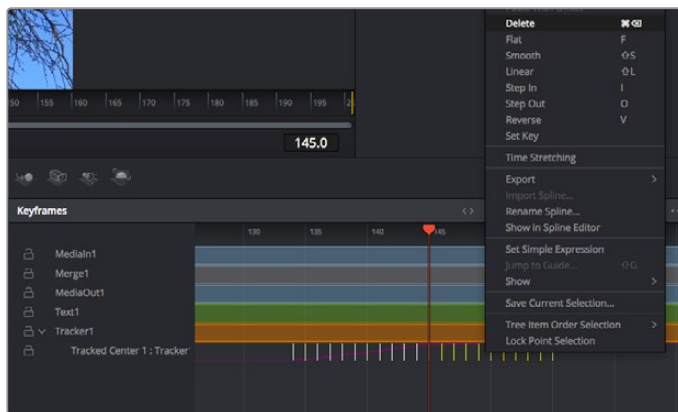 Delete ⌘⌫
Flat F
Smooth ⇧S
Linear ⇧L
Step In I
Step Out O
Reverse V
Set Key
Time Stretching
Export >
Import Spline...
Rename Spline...
Show in Spline Editor
Set Simple Expression
Jump to Guide... ⇧G
Show >
Save Current Selection...
Tree Item Order Selection >
Lock Point Selection
155 160 165 170 175 180 185 190 195
145.0
Keyframes
130 135 140 145
MediaIn1
Merge1
MediaOut1
Text1
Tracker1
Tracked Center 1 : Tracker